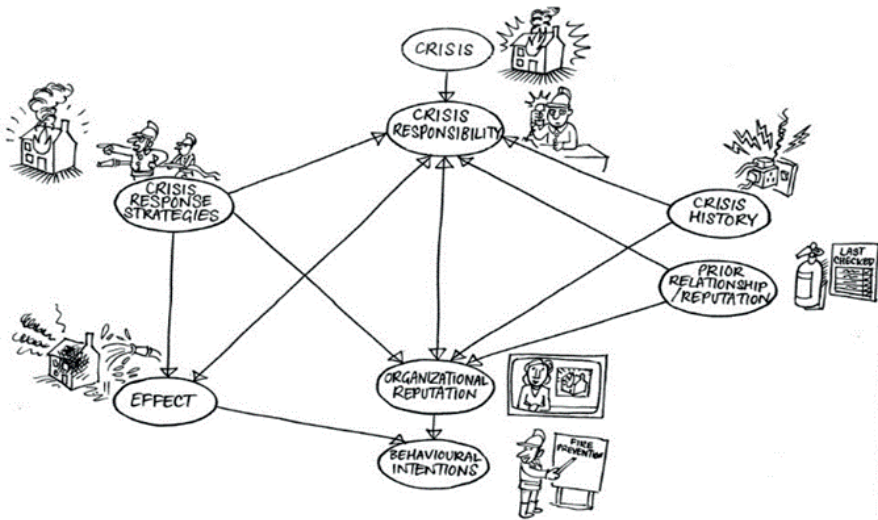 CRISIS
CRISIS
RESPONSIBILITY
CRISIS
RESPONSE
STRATEGIES
CRISIS
HISTORY
LAST
CHECKED
PRIOR
RELATIONSHIP
/REPUTATION
EFFECT
ORGANIZATIONAL
REPUTATION
BEHAVIOURAL
INTENTIONS
FIRE
PREVENTION